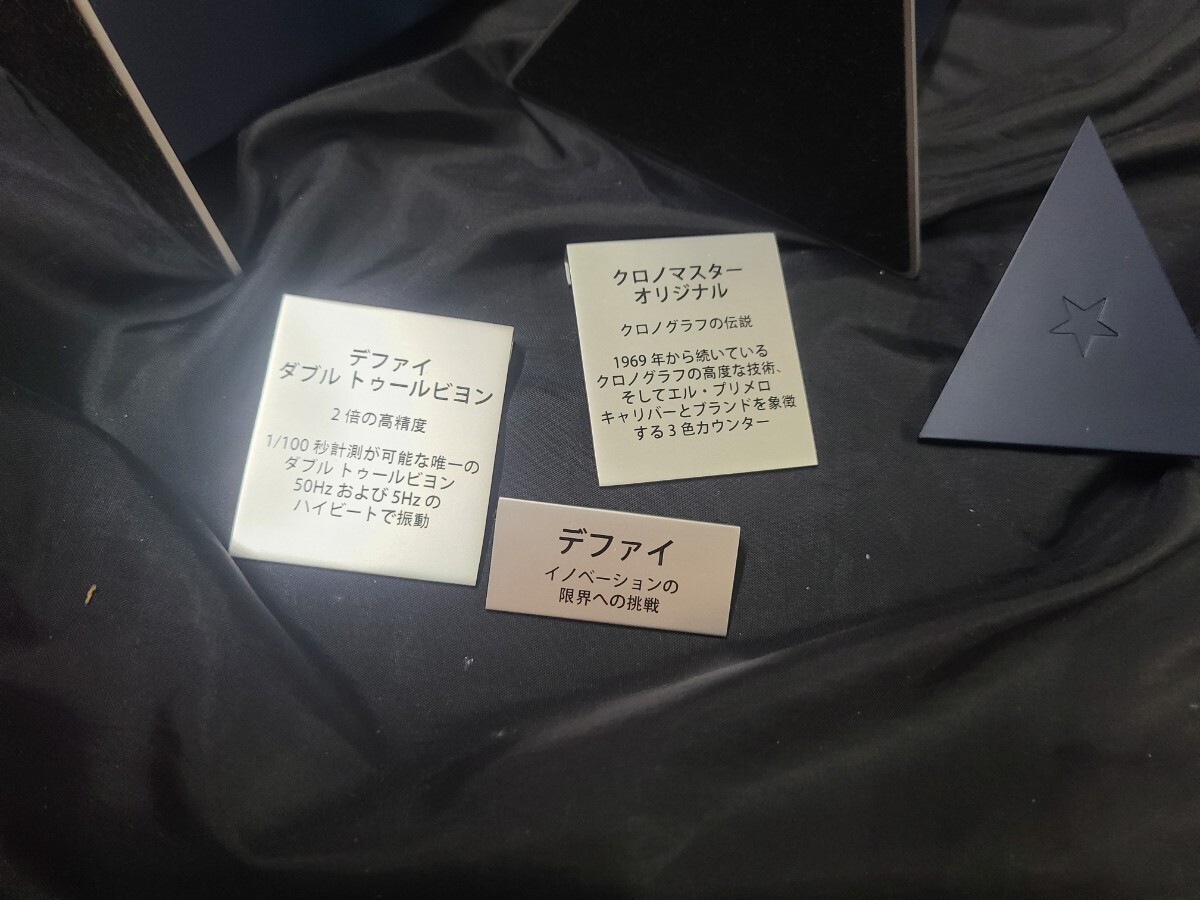 デファイ
ダブル トゥールビヨン
2 倍の高精度
1/100 秒計測が可能な唯一の
ダブル トゥールビヨン
50Hz および 5Hz の
ハイビートで振動
クロノマスター
オリジナル
クロノグラフの伝説
1969 年から続いている
クロノグラフの高度な技術、
そしてエル・プリメロ
キャリバーとブランドを象徴
する 3 色カウンター
デファイ
イノベーションの
限界への挑戦